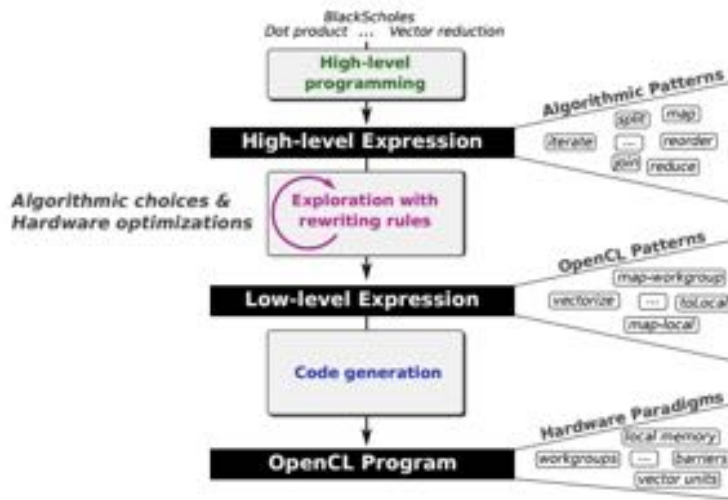 BlackScholes
Dot product ... Vector reduction
High-level
programming
High-level Expression
Algorithmic Patterns
split map
iterate ... reorder
join reduce
Algorithmic choices &
Hardware optimizations
Exploration with
rewriting rules
Low-level Expression
OpenCL Patterns
map-workgroup
vectorize ... toLocal
map-local
Code generation
OpenCL Program
Hardware Paradigms
local memory
workgroups ... barriers
vector units